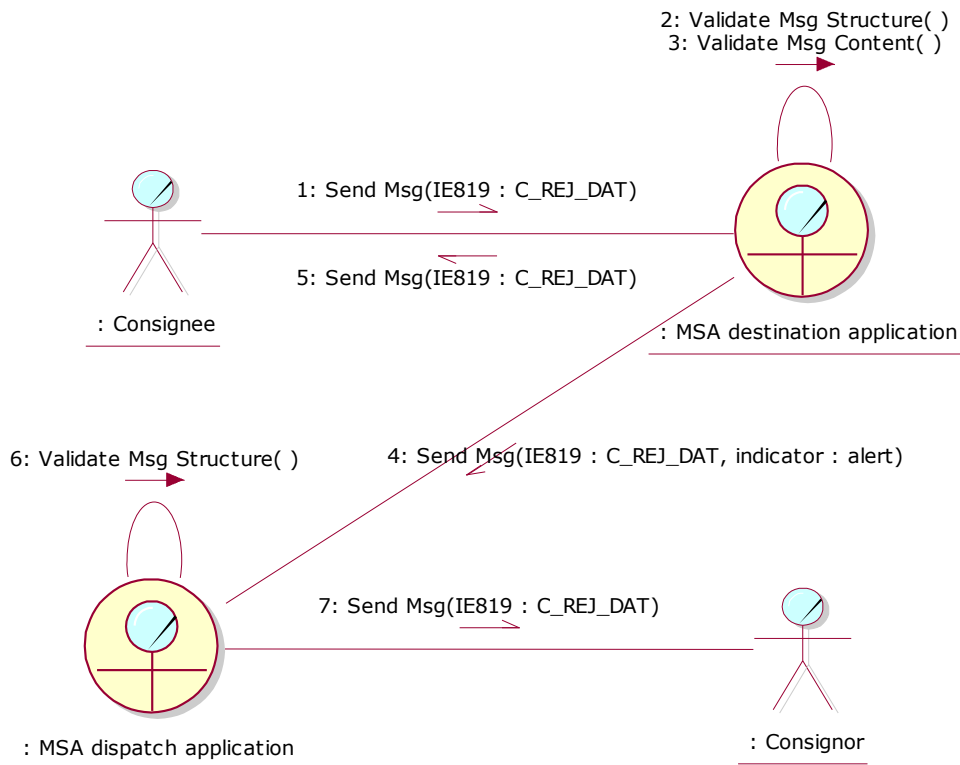 2: Validate Msg Structure( )
3: Validate Msg Content( )
1: Send Msg(IE819 : C_REJ_DAT)
5: Send Msg(IE819 : C_REJ_DAT)
: Consignee
: MSA destination application
6: Validate Msg Structure( )
4: Send Msg(IE819 : C_REJ_DAT, indicator : alert)
7: Send Msg(IE819 : C_REJ_DAT)
: MSA dispatch application
: Consignor